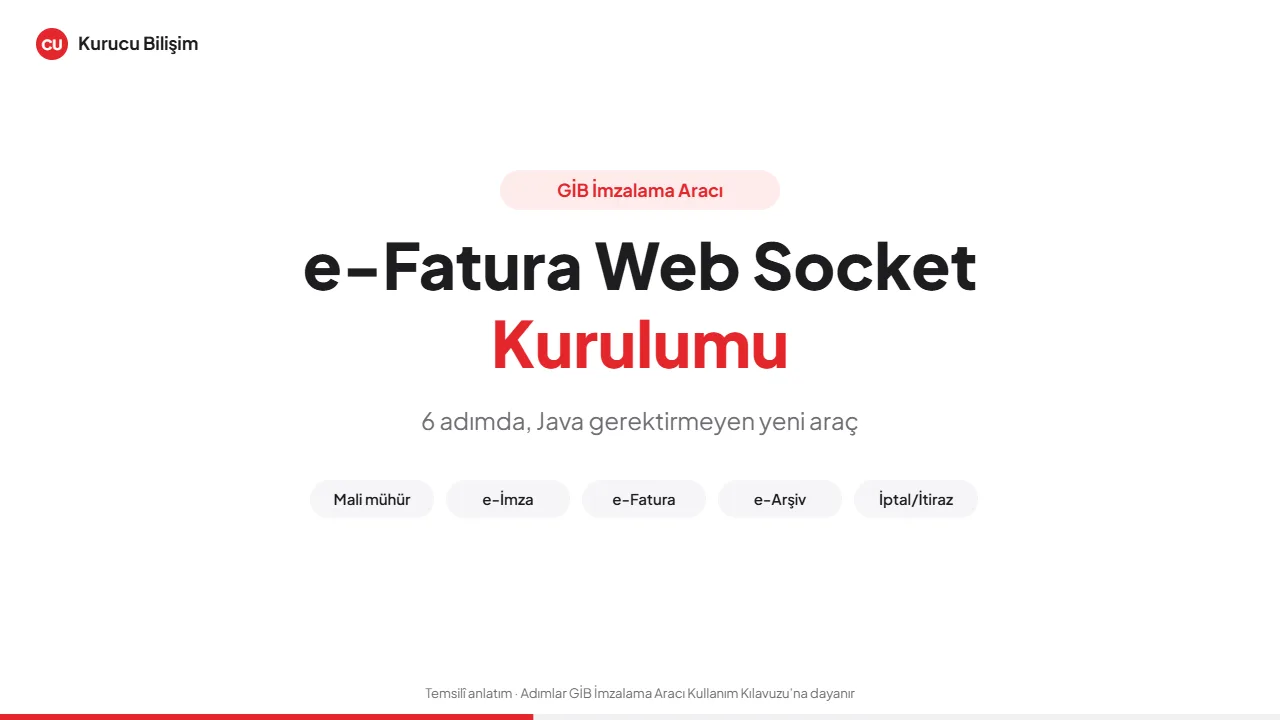 CU Kurucu Bilişim
GİB İmzalama Aracı
e-Fatura Web Socket
Kurulumu
6 adımda, Java gerektirmeyen yeni araç
Mali mühür e-İmza e-Fatura e-Arşiv İptal/İtiraz
Temsilî anlatım · Adımlar GİB İmzalama Aracı Kullanım Kılavuzu'na dayanır